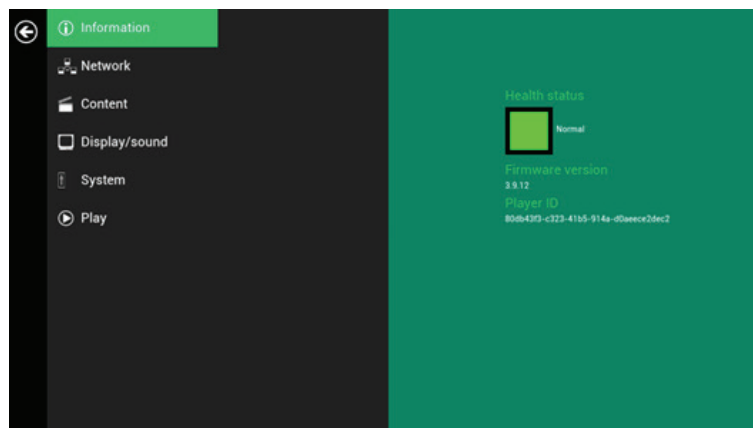 Information
Network
Content
Display/sound
System
Play
Health status
Normal
Firmware version
3.9.12
Player ID
80db43f3-c323-41b5-914a-d0aeece2dec2